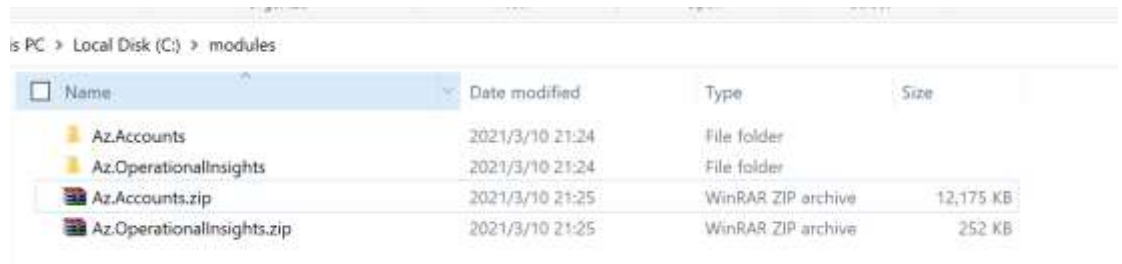 s PC > Local Disk (C:) > modules
Name Date modified Type Size
Az.Accounts 2021/3/10 21:24 File folder
Az.OperationalInsights 2021/3/10 21:24 File folder
Az.Accounts.zip 2021/3/10 21:25 WinRAR ZIP archive 12,175 KB
Az.OperationalInsights.zip 2021/3/10 21:25 WinRAR ZIP archive 252 KB